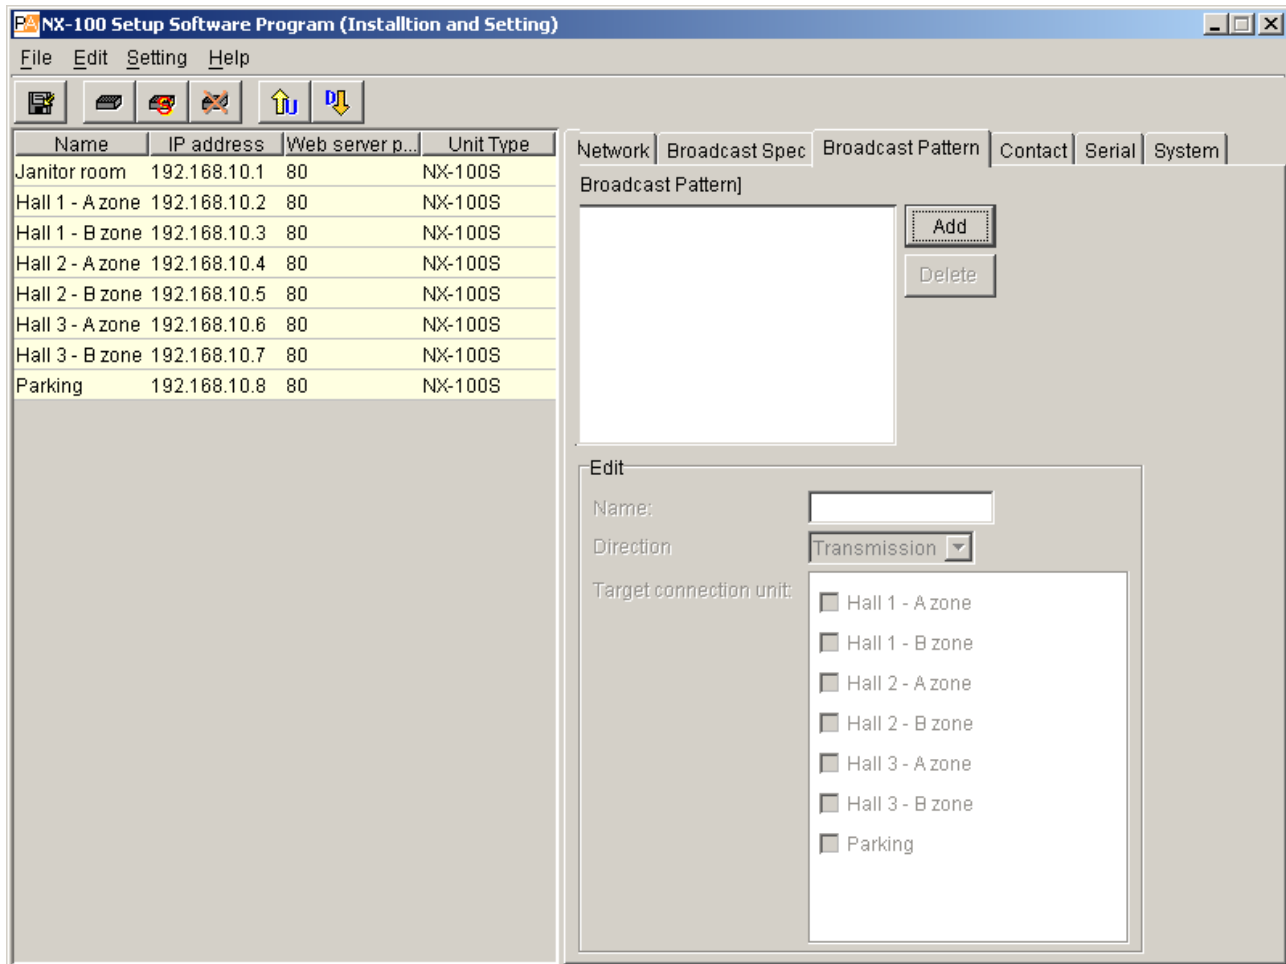 NX-100 Setup Software Program (Installtion and Setting)
File Edit Setting Help
U D
Name IP address Web server p... Unit Type
Janitor room 192.168.10.1 80 NX-100S
Hall 1 - A zone 192.168.10.2 80 NX-100S
Hall 1 - B zone 192.168.10.3 80 NX-100S
Hall 2 - A zone 192.168.10.4 80 NX-100S
Hall 2 - B zone 192.168.10.5 80 NX-100S
Hall 3 - A zone 192.168.10.6 80 NX-100S
Hall 3 - B zone 192.168.10.7 80 NX-100S
Parking 192.168.10.8 80 NX-100S
Network Broadcast Spec Broadcast Pattern Contact Serial System
Broadcast Pattern]
Add
Delete
Edit
Name:
Direction Transmission
Target connection unit:
Hall 1 - A zone
Hall 1 - B zone
Hall 2 - A zone
Hall 2 - B zone
Hall 3 - A zone
Hall 3 - B zone
Parking